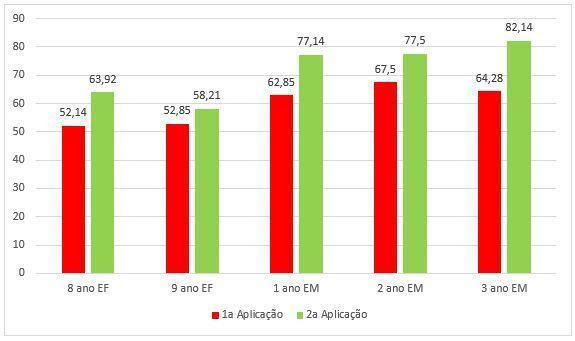 90
80
70
60
50
40
30
20
10
0
52,14
63,92
52,85
58,21
62,85
77,14
67,5
77,5
64,28
82,14
8 ano EF
9 ano EF
1 ano EM
2 ano EM
3 ano EM
1a Aplicação
2a Aplicação